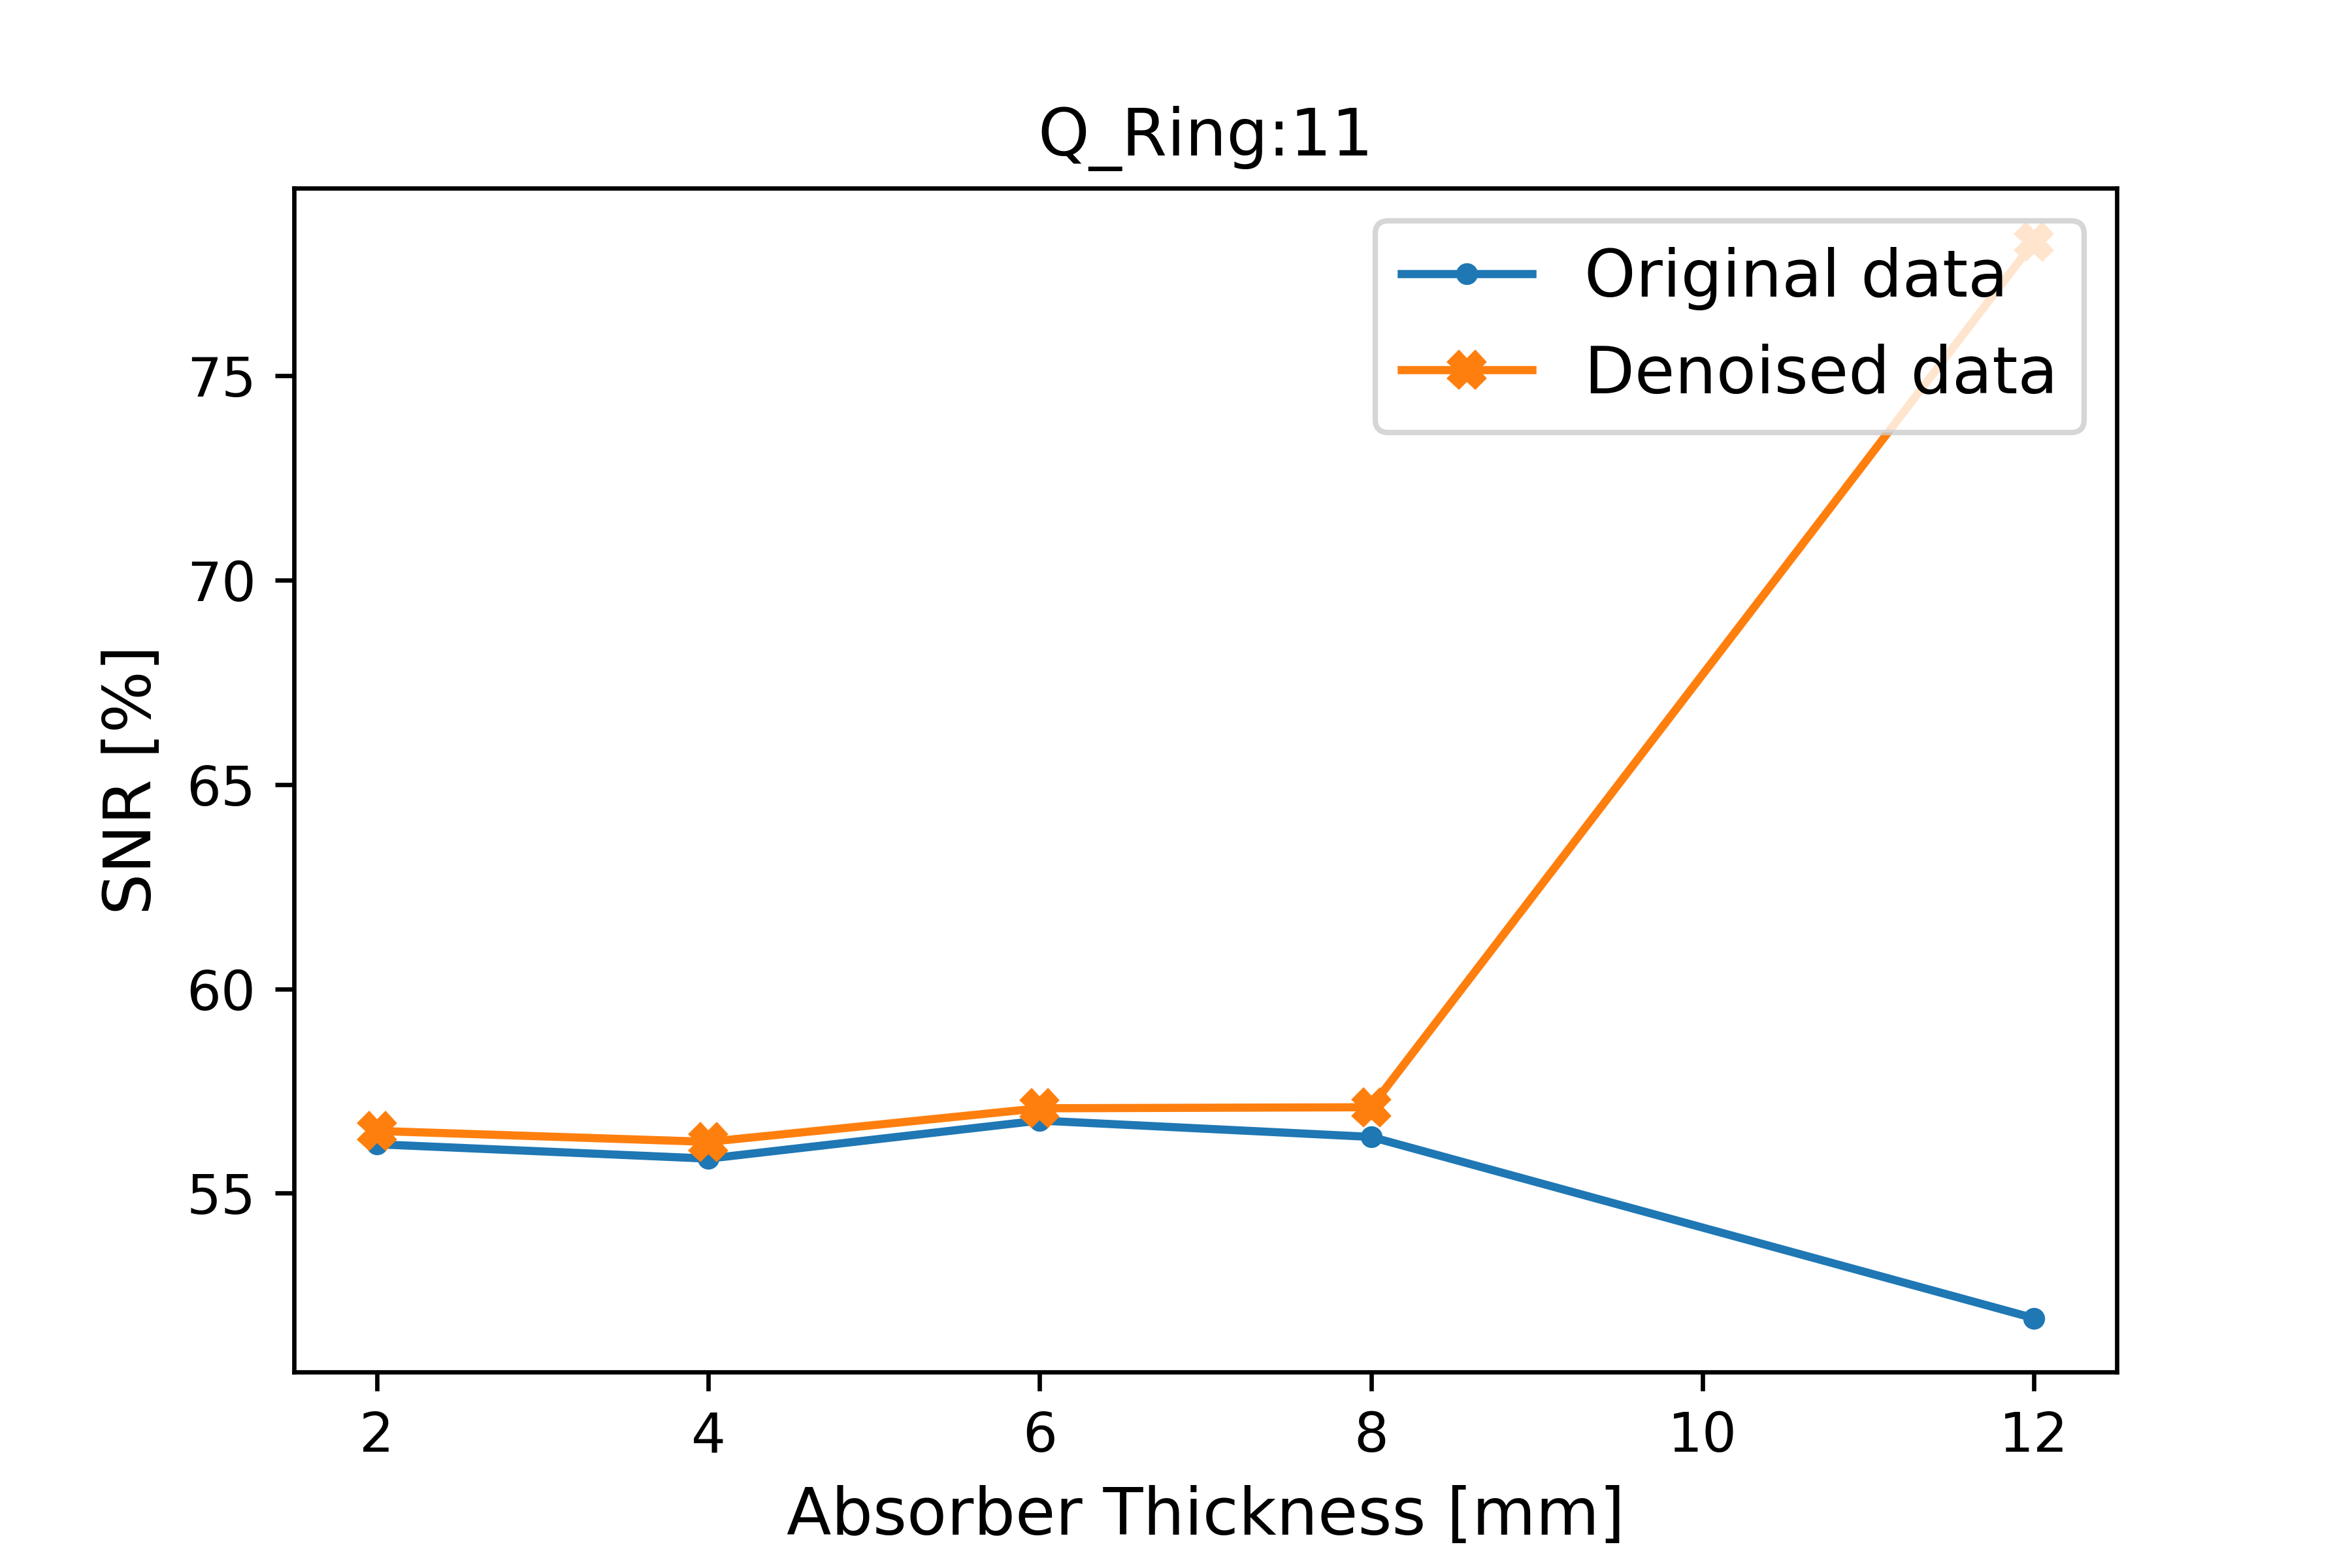 Q_Ring:11
Original data
Denoised data
75
70
65
60
55
SNR [%]
2 4 6 8 10 12
Absorber Thickness [mm]